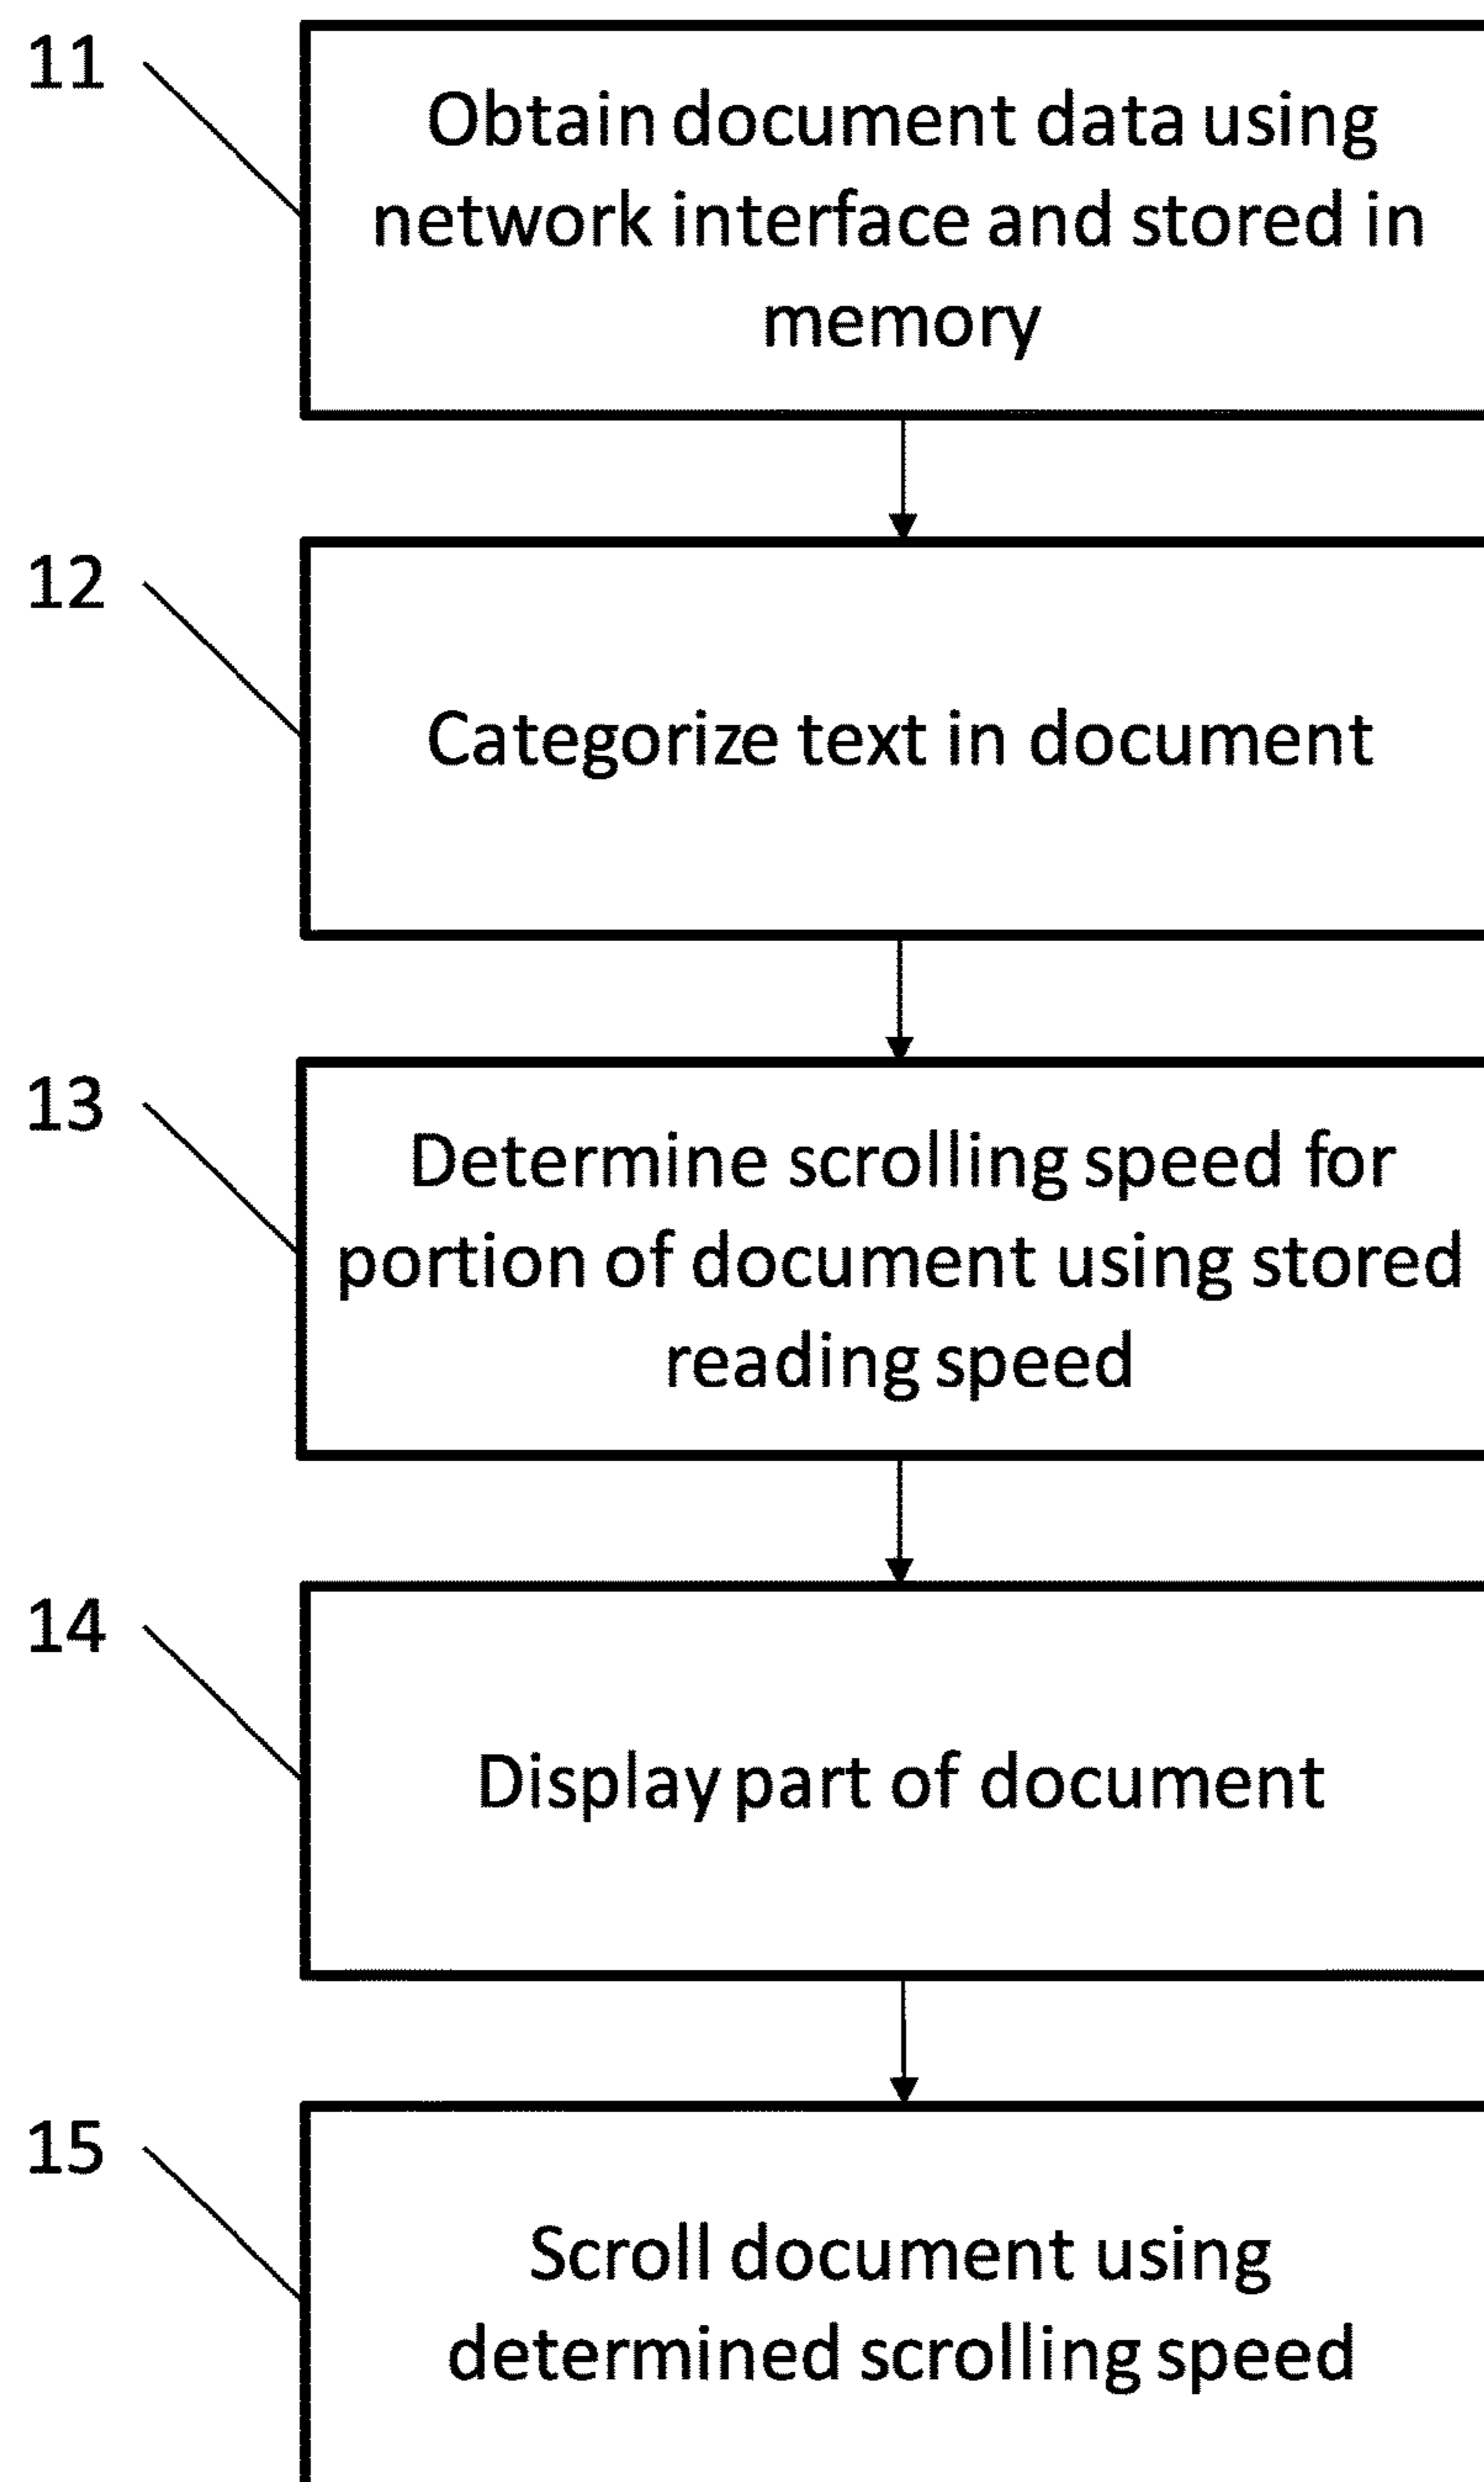 11
Obtain document data using
network interface and stored in
memory
12
Categorize text in document
13
Determine scrolling speed for
portion of document using stored
reading speed
14
Display part of document
15
Scroll document using
determined scrolling speed